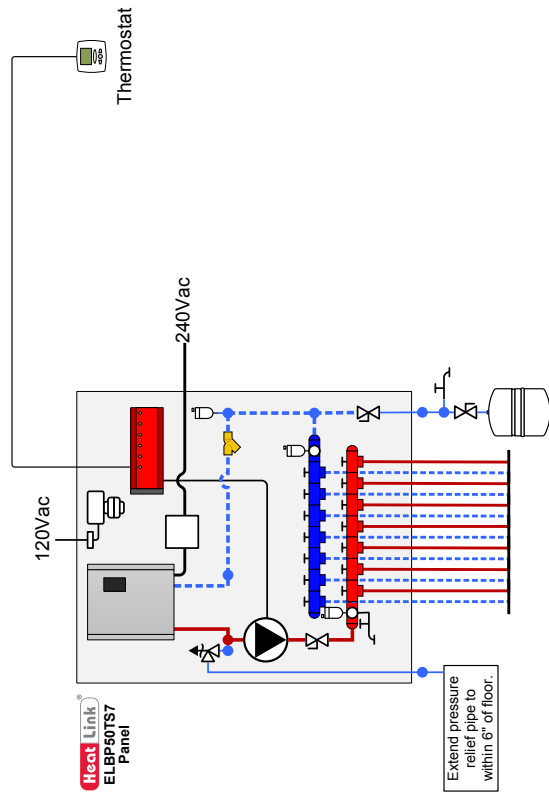 Heat Link®
ELBP50TS7
Panel
120Vac
240Vac
Thermostat
Extend pressure
relief pipe to
within 6" of floor.